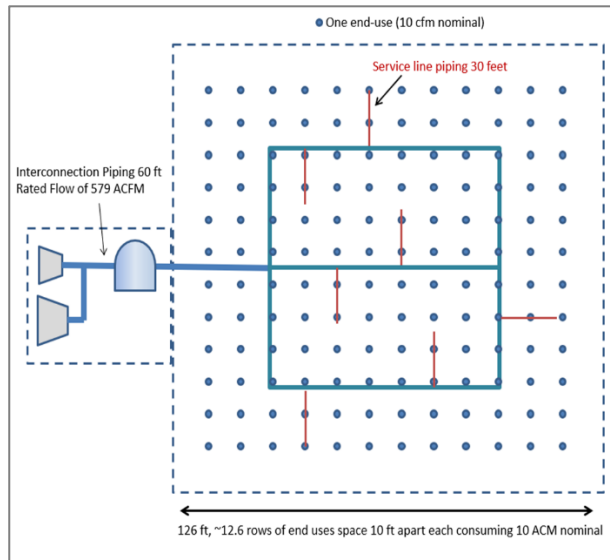 One end-use (10 cfm nominal)
Service line piping 30 feet
Interconnection Piping 60 ft
Rated Flow of 579 ACFM
126 ft, ~12.6 rows of end uses space 10 ft apart each consuming 10 ACM nominal